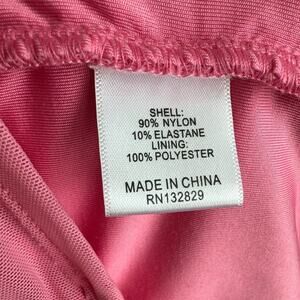 SHELL:
90% NYLON
10% ELASTANE
LINING:
100% POLYESTER
MADE IN CHINA
RN132829